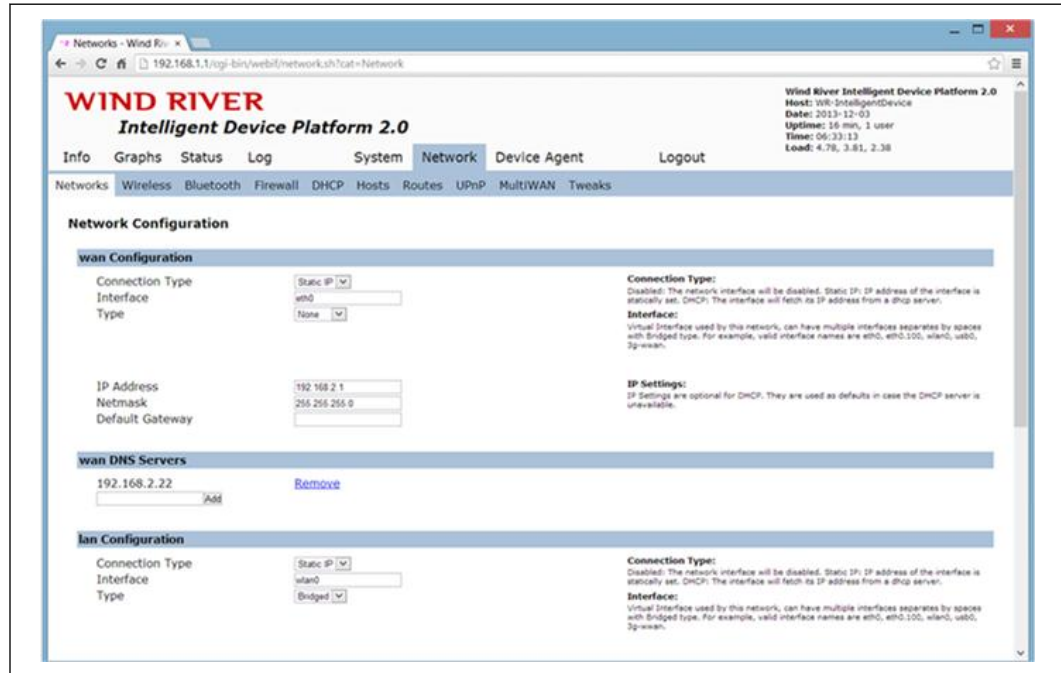 Networks - Wind Riv
192.168.1.1/cgi-bin/webif/network.sh?cat=Network
WIND RIVER
Intelligent Device Platform 2.0
Wind River Intelligent Device Platform 2.0
Host: WR-IntelligentDevice
Date: 2013-12-03
Uptime: 16 min, 1 user
Time: 06:33:13
Load: 4.78, 3.81, 2.38
Info Graphs Status Log System Network Device Agent Logout
Networks Wireless Bluetooth Firewall DHCP Hosts Routes UPnP MultiWAN Tweaks
Network Configuration
wan Configuration
Connection Type Static IP
Interface eth0
Type None
Connection Type:
Disabled: The network interface will be disabled. Static IP: IP address of the interface is
statically set. DHCP: The interface will fetch its IP address from a dhcp server.
Interface:
Virtual Interface used by this network, can have multiple interfaces separates by spaces
with Bridged type. For example, valid interface names are eth0, eth0.100, wlan0, usb0,
3g-wwan.
IP Address 192.168.2.1
Netmask 255.255.255.0
Default Gateway
IP Settings:
IP Settings are optional for DHCP. They are used as defaults in case the DHCP server is
unavailable.
wan DNS Servers
192.168.2.22 Remove
Add
lan Configuration
Connection Type Static IP
Interface wlan0
Type Bridged
Connection Type:
Disabled: The network interface will be disabled. Static IP: IP address of the interface is
statically set. DHCP: The interface will fetch its IP address from a dhcp server.
Interface:
Virtual Interface used by this network, can have multiple interfaces separates by spaces
with Bridged type. For example, valid interface names are eth0, eth0.100, wlan0, usb0,
3g-wwan.